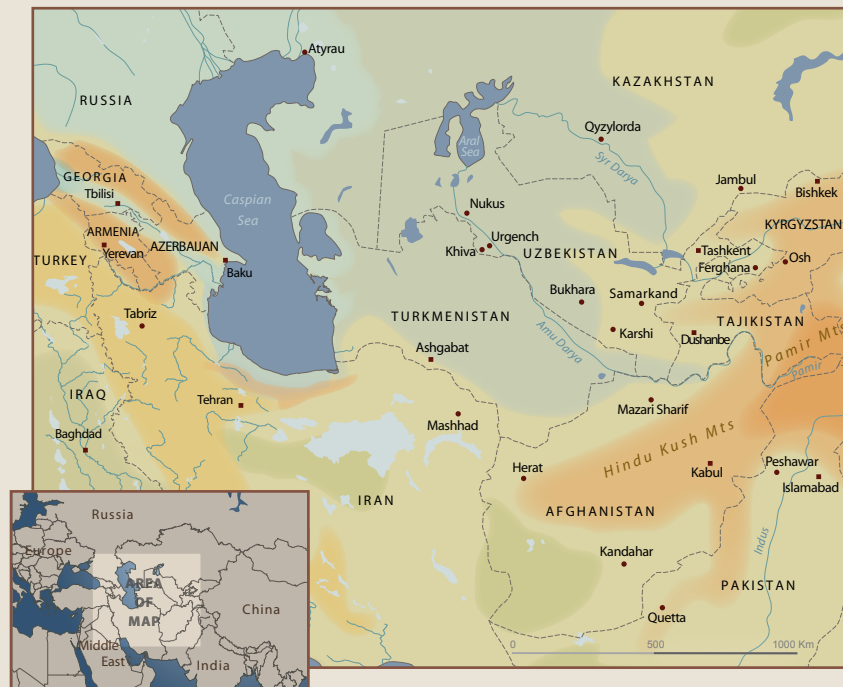 Atyrau
RUSSIA
KAZAKHSTAN
Qyzylorda
Aral
Sea
Syr Darya
GEORGIA
Tbilisi
Jambul
Bishkek
Caspian
Sea
Nukus
KYRGYZSTAN
ARMENIA
Yerevan
AZERBAIJAN
Urgench
Khiva
UZBEKISTAN
Tashkent
Ferghana
Osh
TURKEY
Baku
Bukhara
Samarkand
Tabriz
TURKMENISTAN
Amu Darya
Karshi
TAJIKISTAN
Dushanbe
Pamir Mts
Pamir
Ashgabat
IRAQ
Tehran
Mashhad
Mazari Sharif
Baghdad
Hindu Kush Mts
Herat
Kabul
Peshawar
Islamabad
IRAN
AFGHANISTAN
Kandahar
Indus
PAKISTAN
Quetta
0 500 1000 Km
Russia
Europe
AREA
OF
MAP
China
Middle
East
India